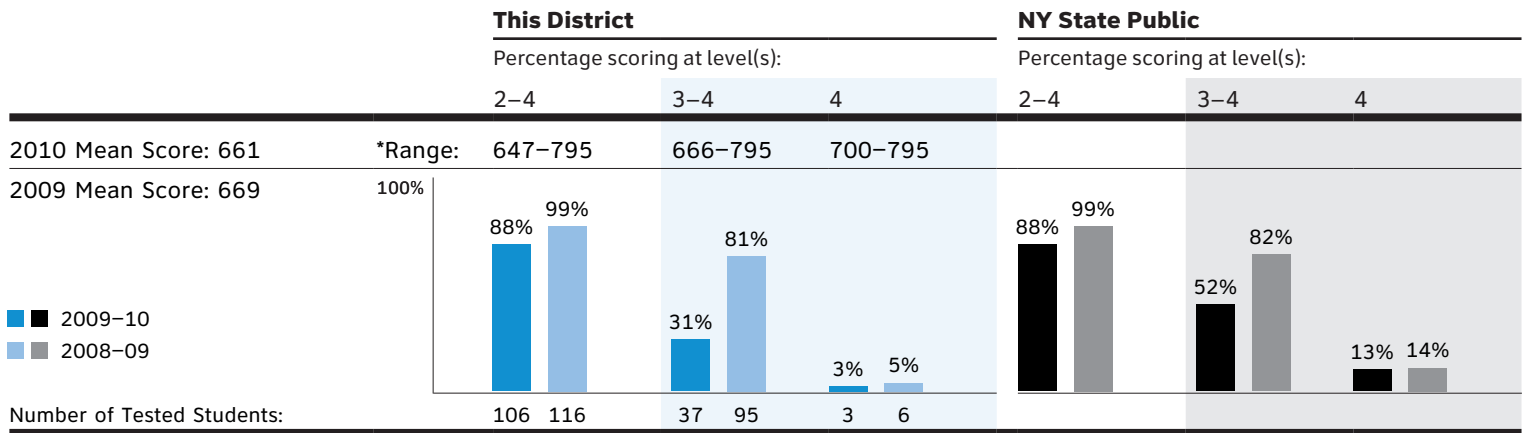 This District NY State Public
Percentage scoring at level(s): Percentage scoring at level(s):
2–4 3–4 4 2–4 3–4 4
2010 Mean Score: 661 *Range: 647–795 666–795 700–795
2009 Mean Score: 669 100%
88% 99% 81% 88% 99% 82%
31% 52%
3% 5% 13% 14%
2009–10
2008–09
Number of Tested Students: 106 116 37 95 3 6